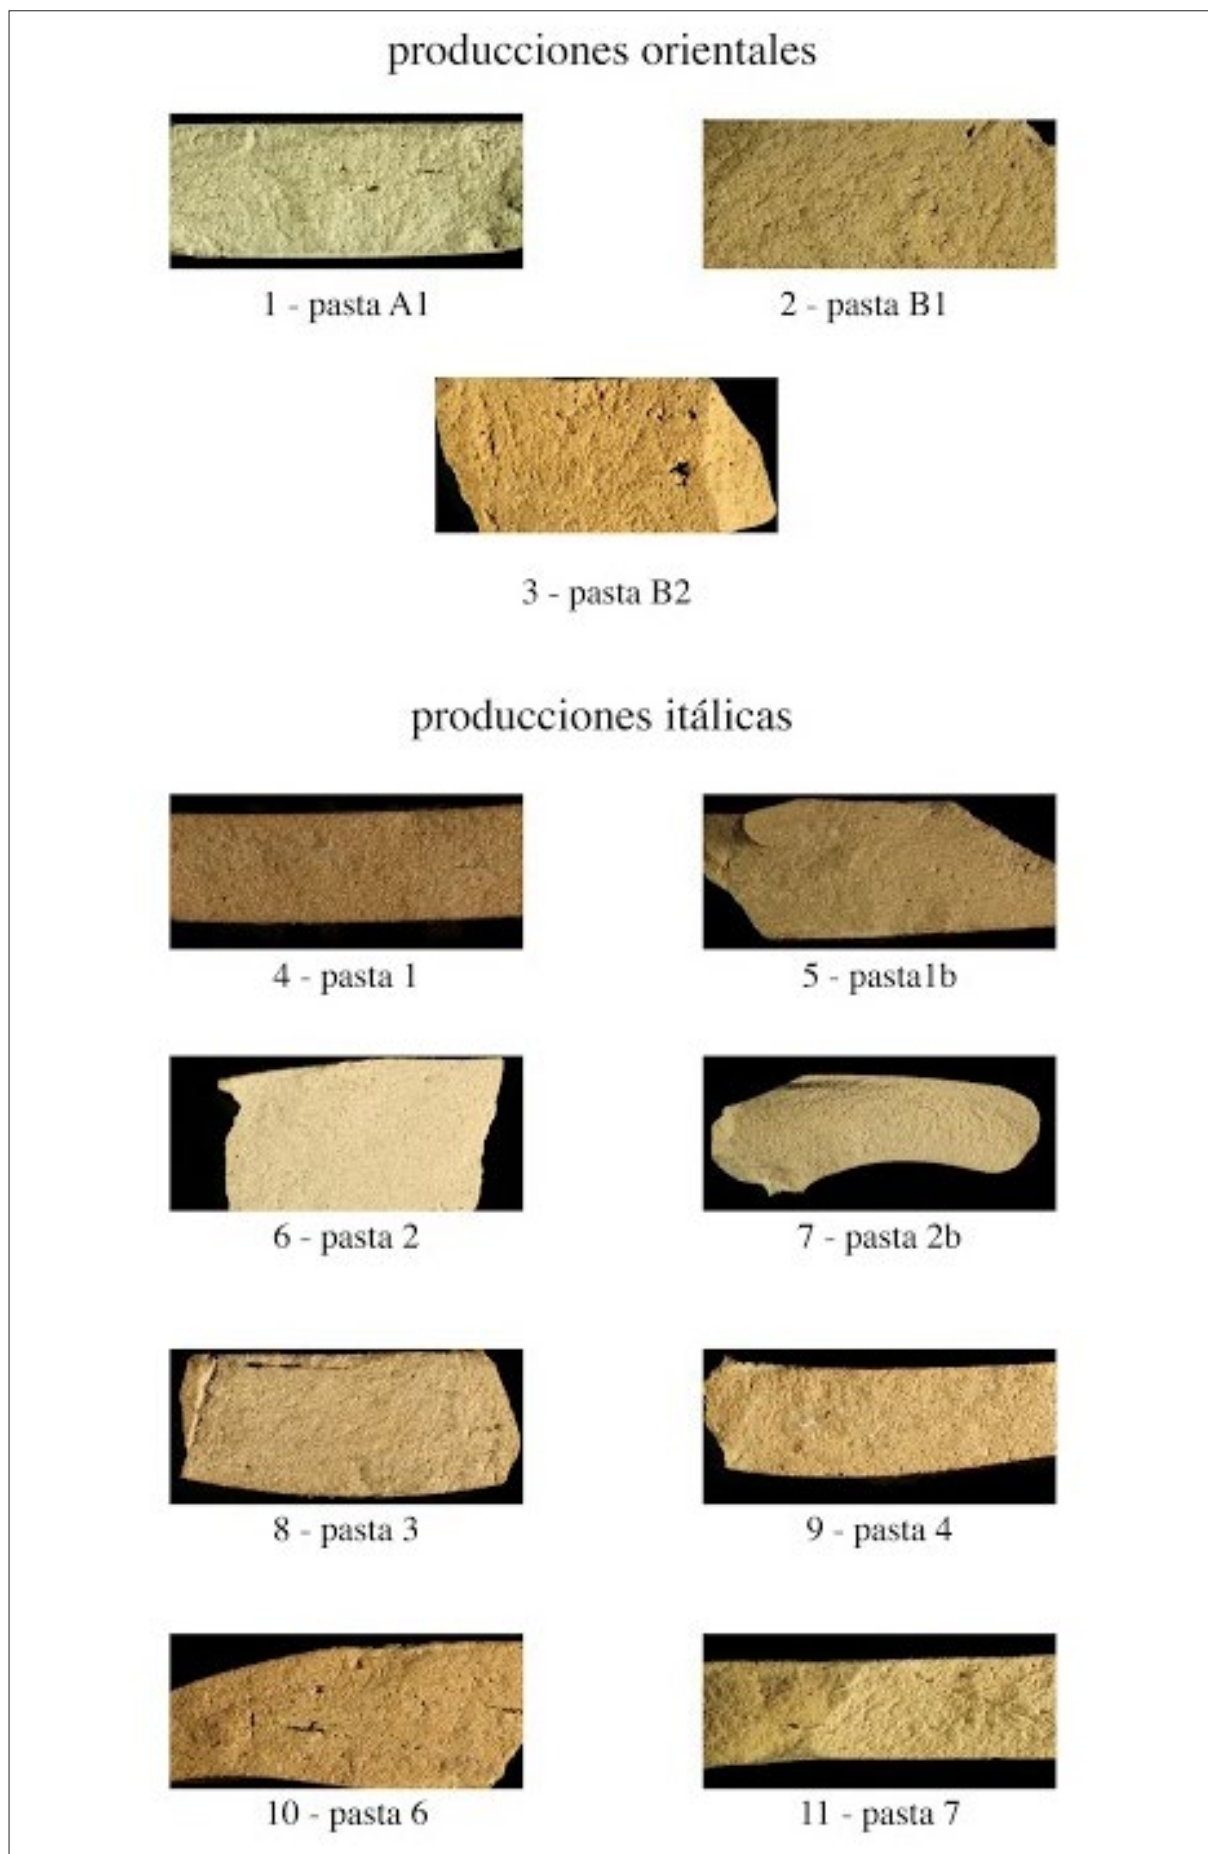 producciones orientales
1 - pasta A1
2 - pasta B1
3 - pasta B2
producciones itálicas
4 - pasta 1
5 - pasta1b
6 - pasta 2
7 - pasta 2b
8 - pasta 3
9 - pasta 4
10 - pasta 6
11 - pasta 7